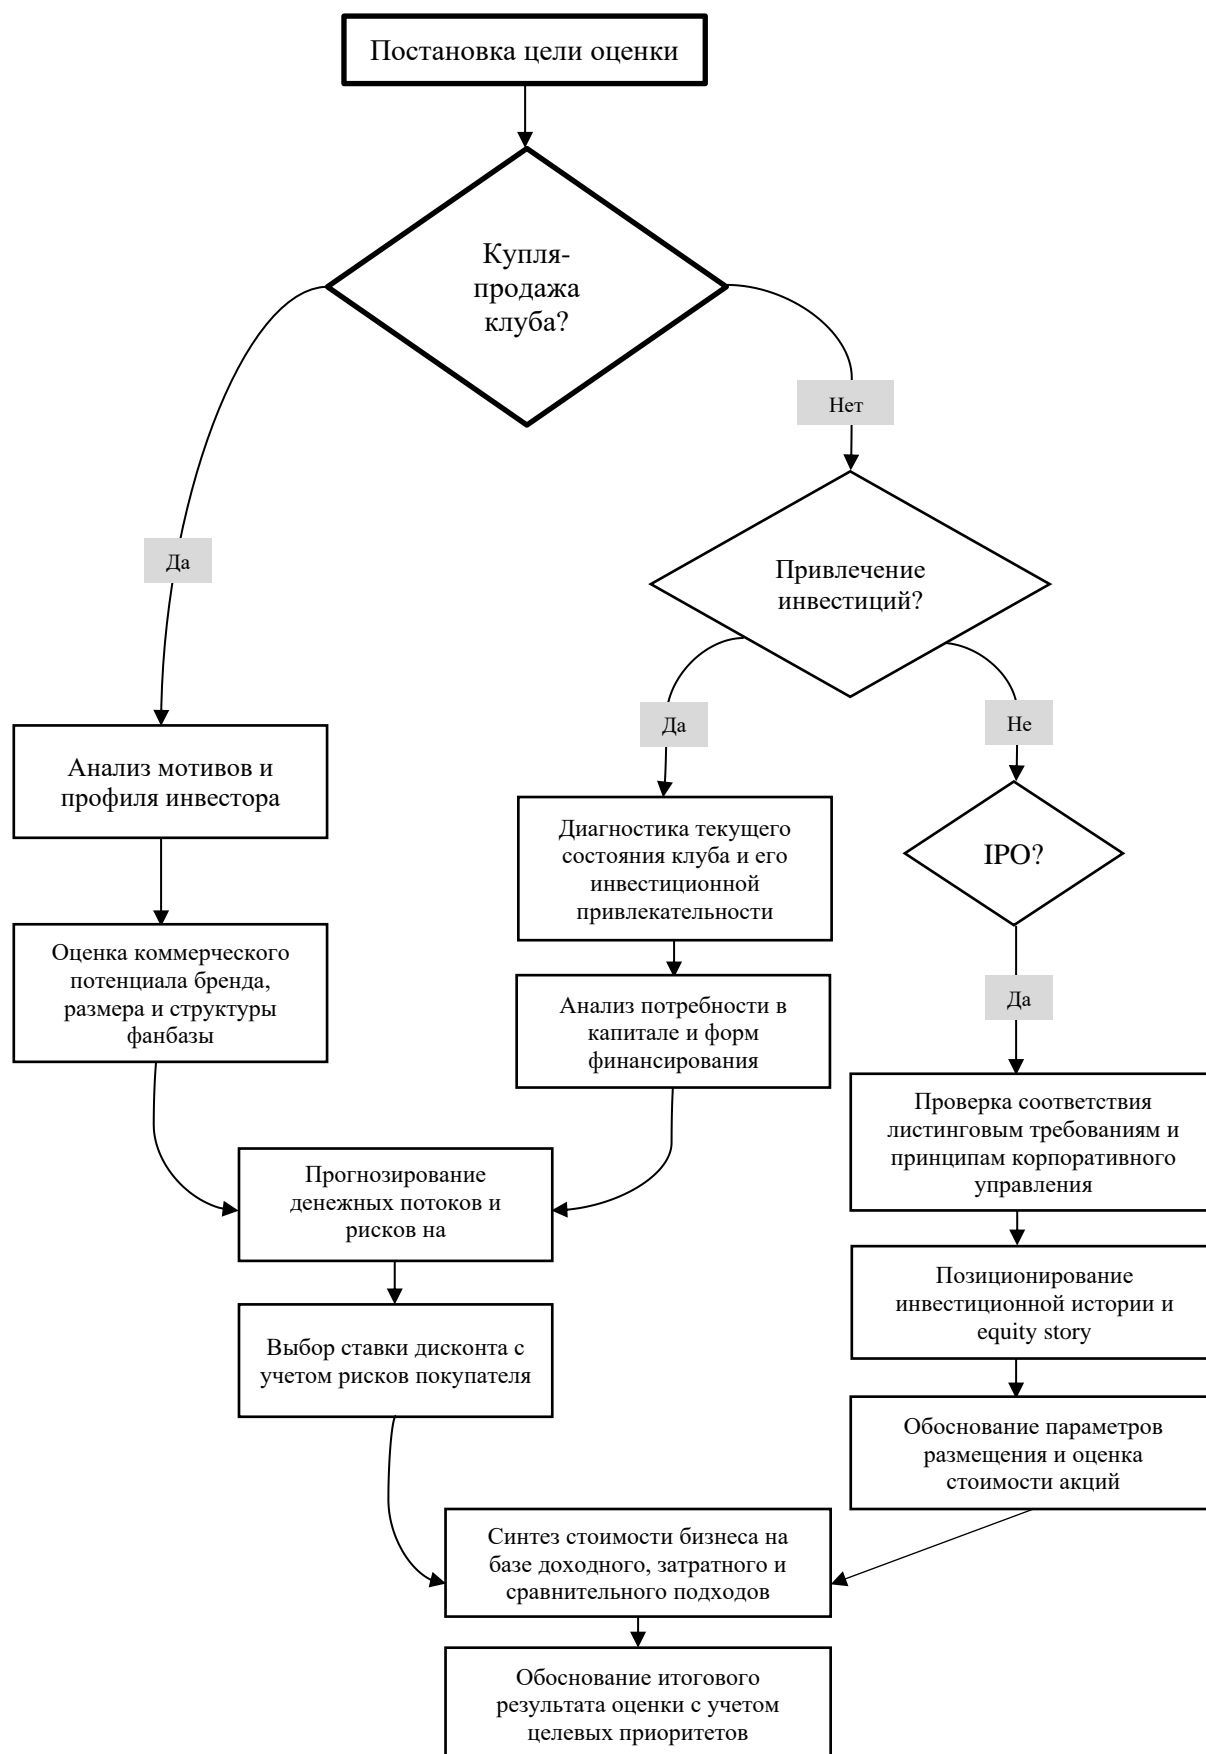 Постановка цели оценки
Купля-
продажа
клуба?
Нет
Да
Привлечение
инвестиций?
Да
Не
Анализ мотивов и
профиля инвестора
Диагностика текущего
состояния клуба и его
инвестиционной
привлекательности
IPO?
Оценка коммерческого
потенциала бренда,
размера и структуры
фанбазы
Анализ потребности в
капитале и форм
финансирования
Да
Проверка соответствия
листинговым требованиям и
принципам корпоративного
управления
Прогнозирование
денежных потоков и
рисков на
Позиционирование
инвестиционной истории и
equity story
Выбор ставки дисконта с
учетом рисков покупателя
Обоснование параметров
размещения и оценка
стоимости акций
Синтез стоимости бизнеса на
базе доходного, затратного и
сравнительного подходов
Обоснование итогового
результата оценки с учетом
целевых приоритетов